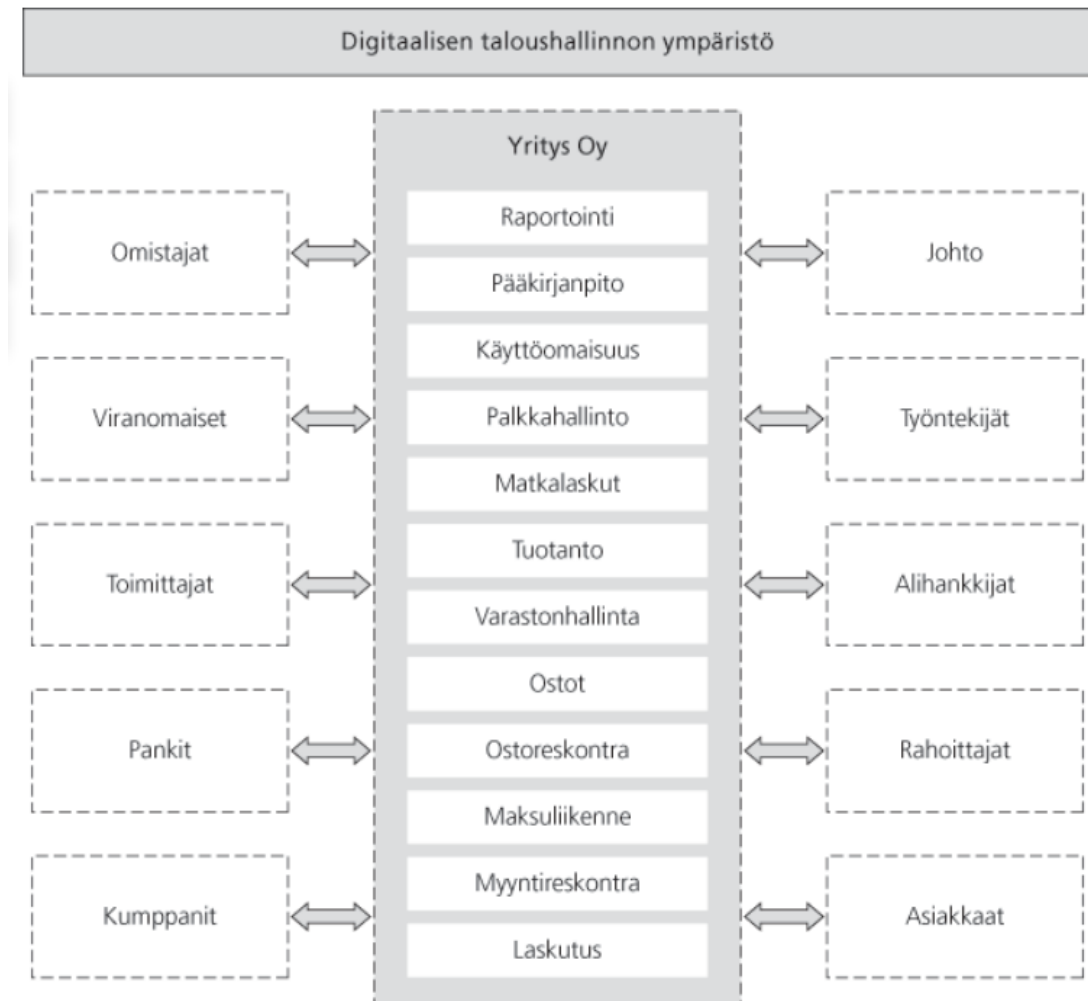 Digitaalisen taloushallinnon ympäristö
Yritys Oy
Omistajat
Viranomaiset
Toimittajat
Pankit
Kumppanit
Raportointi
Pääkirjanpito
Käyttöomaisuus
Palkkahallinto
Matkalaskut
Tuotanto
Varastonhallinta
Ostot
Ostoreskontra
Maksuliikenne
Myyntireskontra
Laskutus
Johto
Työntekijät
Alihankkijat
Rahoittajat
Asiakkaat